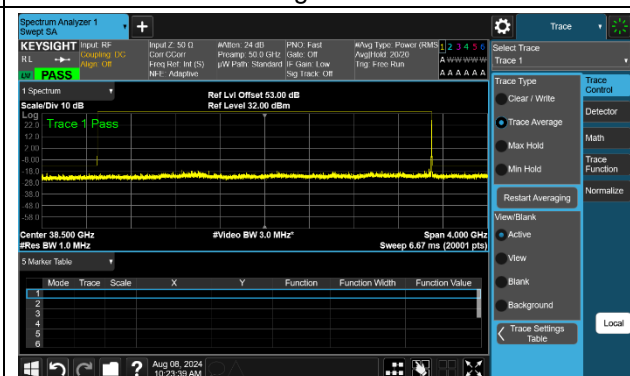 Spectrum Analyzer 1
Swept SA
Trace
KEYSIGHT
RL
PASS
Input: RF
Coupling: DC
Align: Off
Input Z: 50 Ω
Corr CCorr
Freq Ref: Int (S)
NFE: Adaptive
#Atten: 24 dB
Preamp: 50.0 GHz
µW Path: Standard
PNO: Fast
Gate: Off
IF Gain: Low
Sig Track: Off
#Avg Type: Power (RMS
Avg|Hold: 20/20
Trig: Free Run
1 2 3 4 5 6
A W W W W W
A A A A A A
Select Trace
Trace 1
1 Spectrum
Scale/Div 10 dB
Ref Lvl Offset 53.00 dB
Ref Level 32.00 dBm
Log
Trace 1 Pass
22.0
12.0
2.00
-8.00
-18.0
-28.0
-38.0
-48.0
-58.0
Center 38.500 GHz
#Res BW 1.0 MHz
#Video BW 3.0 MHz*
Span 4.000 GHz
Sweep 6.67 ms (20001 pts)
5 Marker Table
Mode Trace Scale X Y Function Function Width Function Value
1
2
3
4
5
6
Trace Type
Clear / Write
Trace Average
Max Hold
Min Hold
Restart Averaging
View/Blank
Active
View
Blank
Background
Trace Settings
Table
Trace
Control
Detector
Math
Trace
Function
Normalize
Local
?
Aug 08, 2024
10:23:39 AM